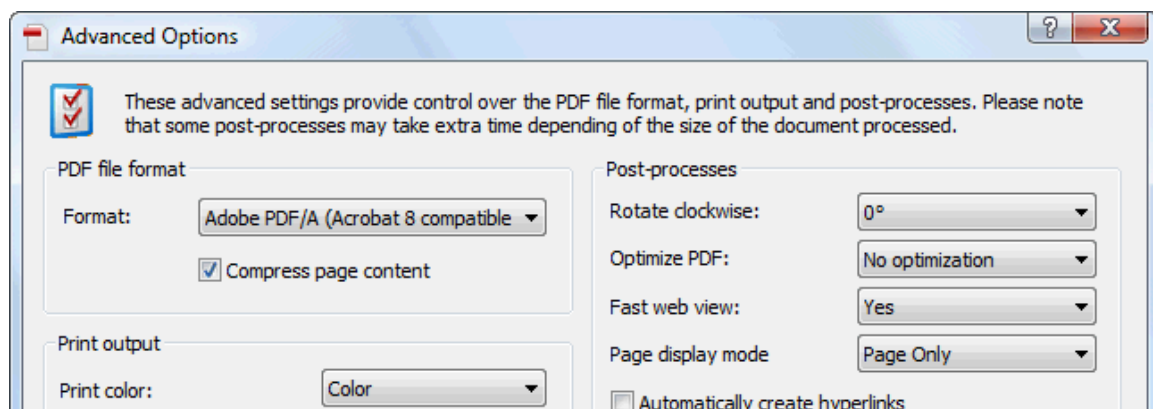 Advanced Options
These advanced settings provide control over the PDF file format, print output and post-processes. Please note
that some post-processes may take extra time depending of the size of the document processed.
PDF file format
Format: Adobe PDF/A (Acrobat 8 compatible
Compress page content
Print output
Print color: Color
Post-processes
Rotate clockwise: 0°
Optimize PDF: No optimization
Fast web view: Yes
Page display mode Page Only
Automatically create hyperlinks